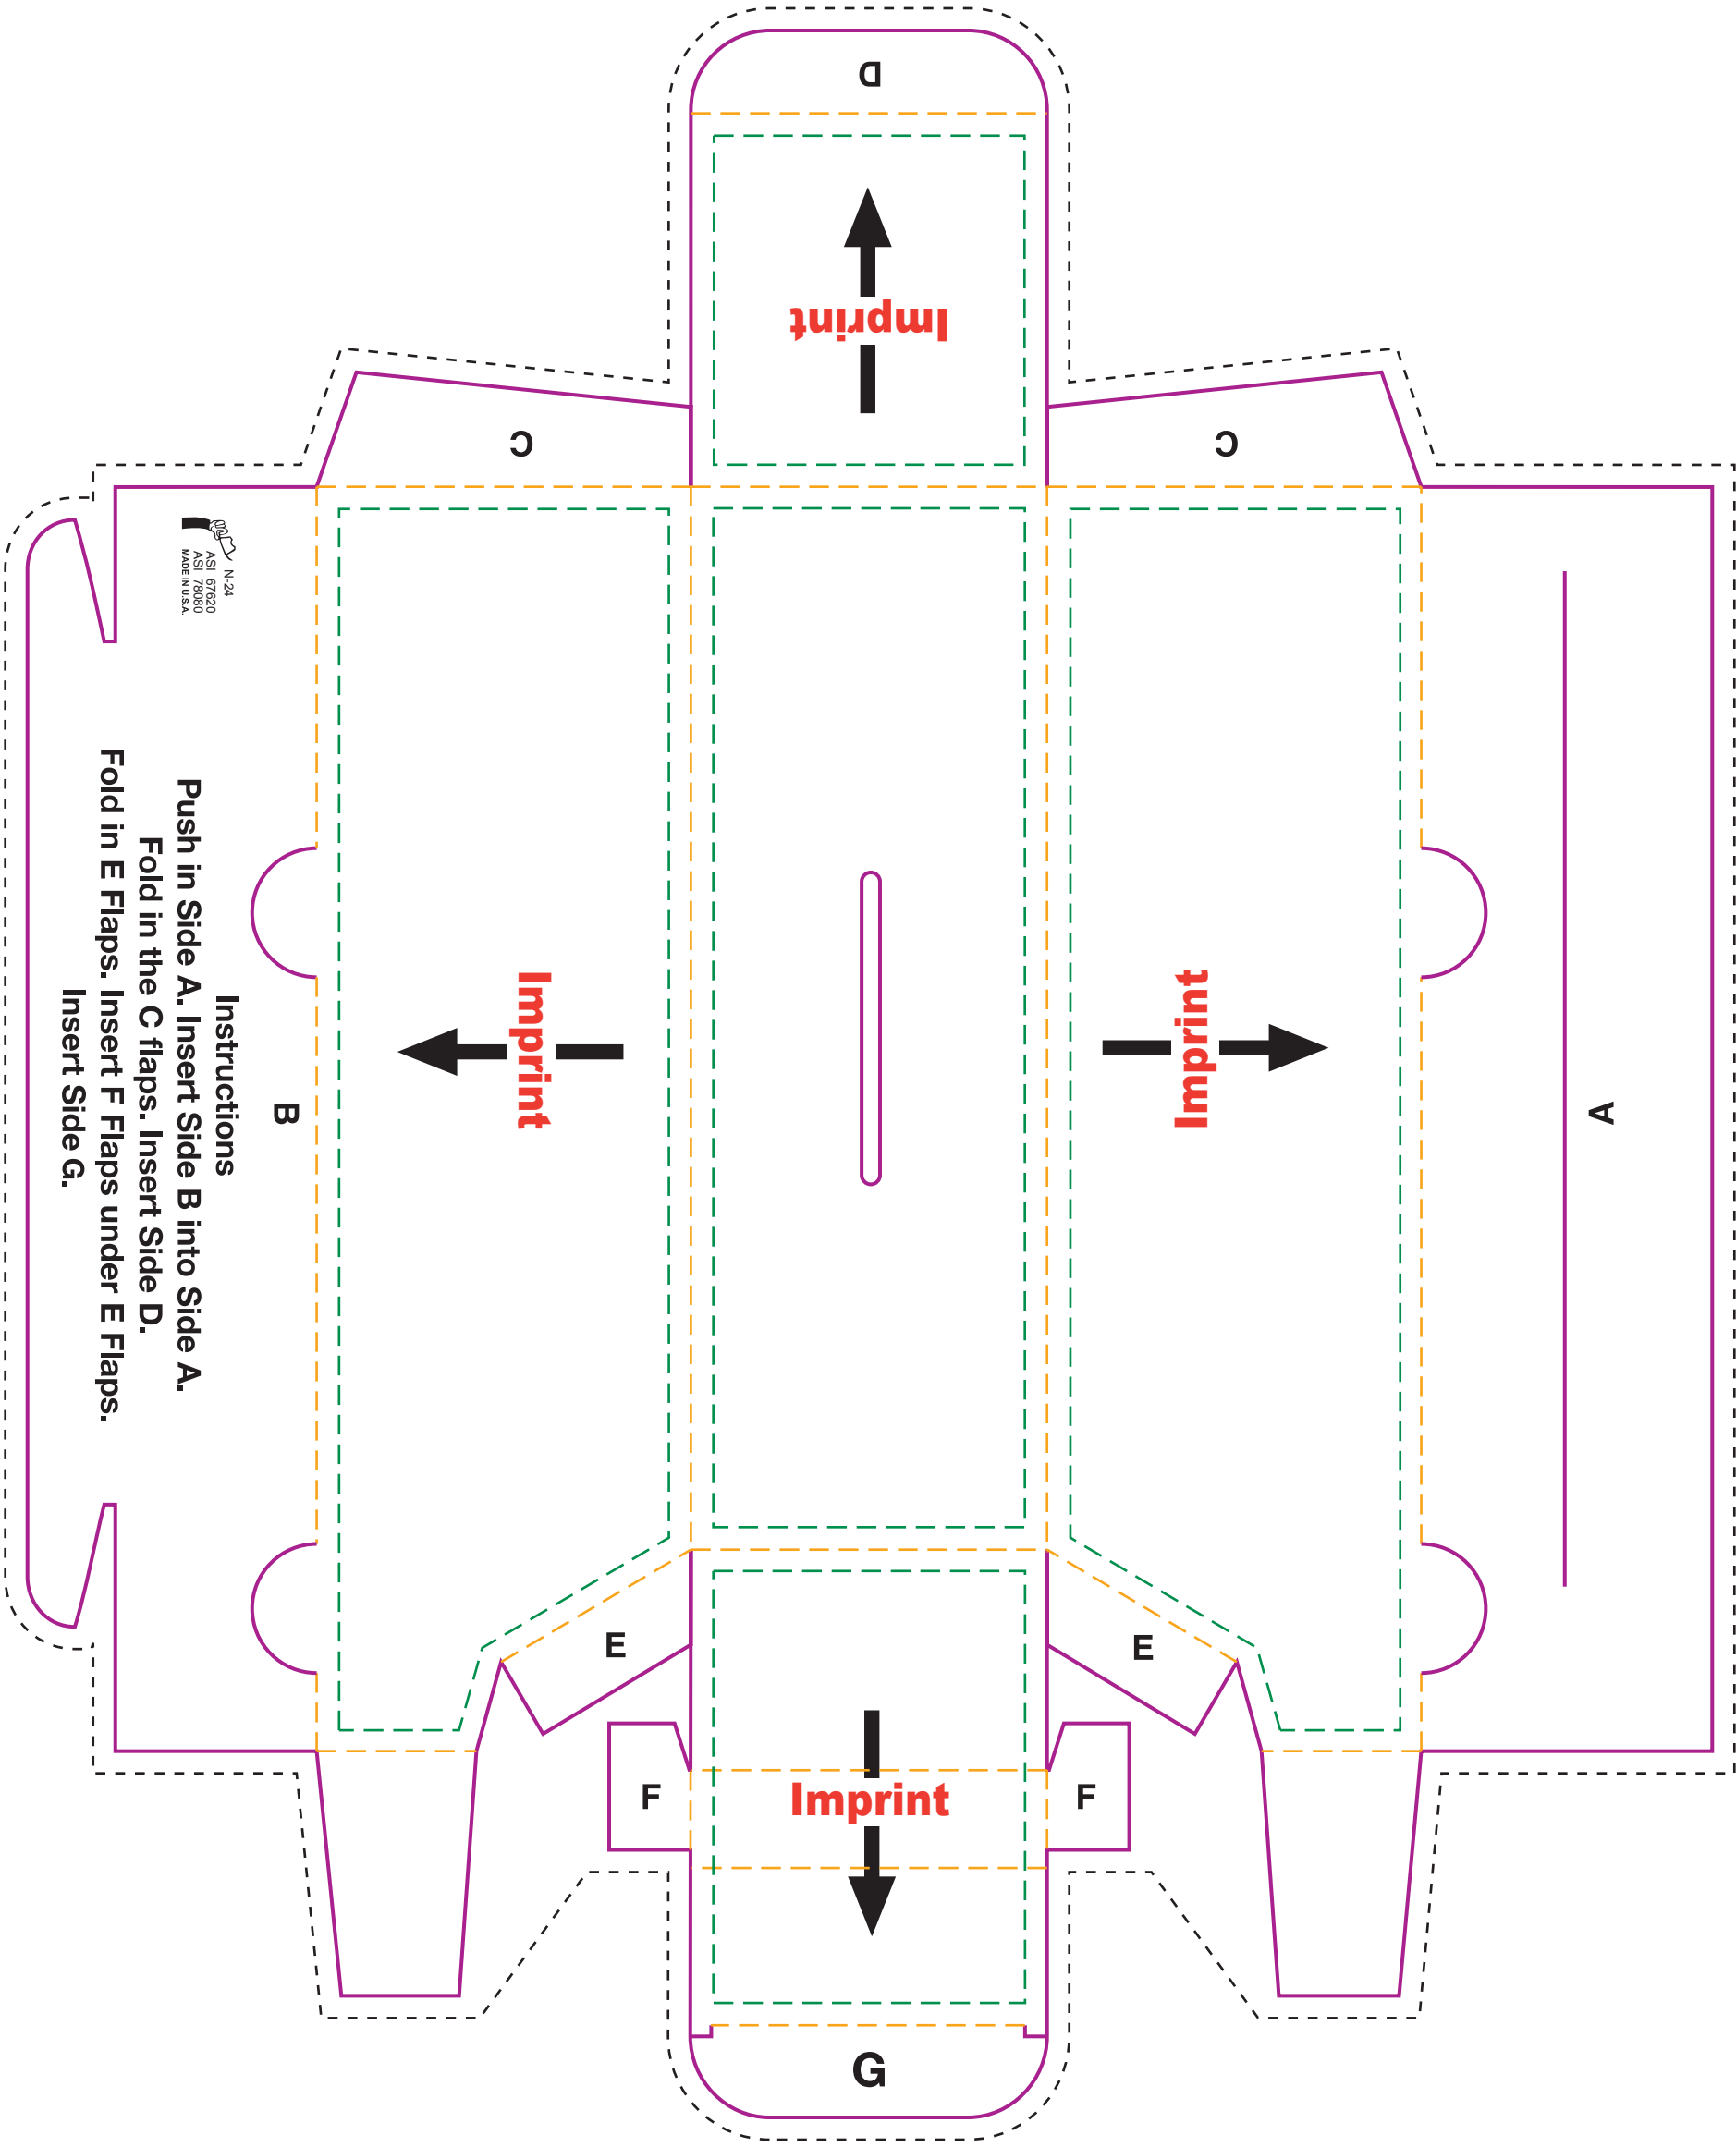 D
Imprint
C
C
N-24
ASI 67620
ASI 78080
MADE IN U.S.A.
Instructions
Push in Side A. Insert Side B into Side A.
Fold in the C flaps. Insert Side D.
Fold in E Flaps. Insert F Flaps under E Flaps.
Insert Side G.
B
Imprint
Imprint
A
E
E
F
Imprint
F
G